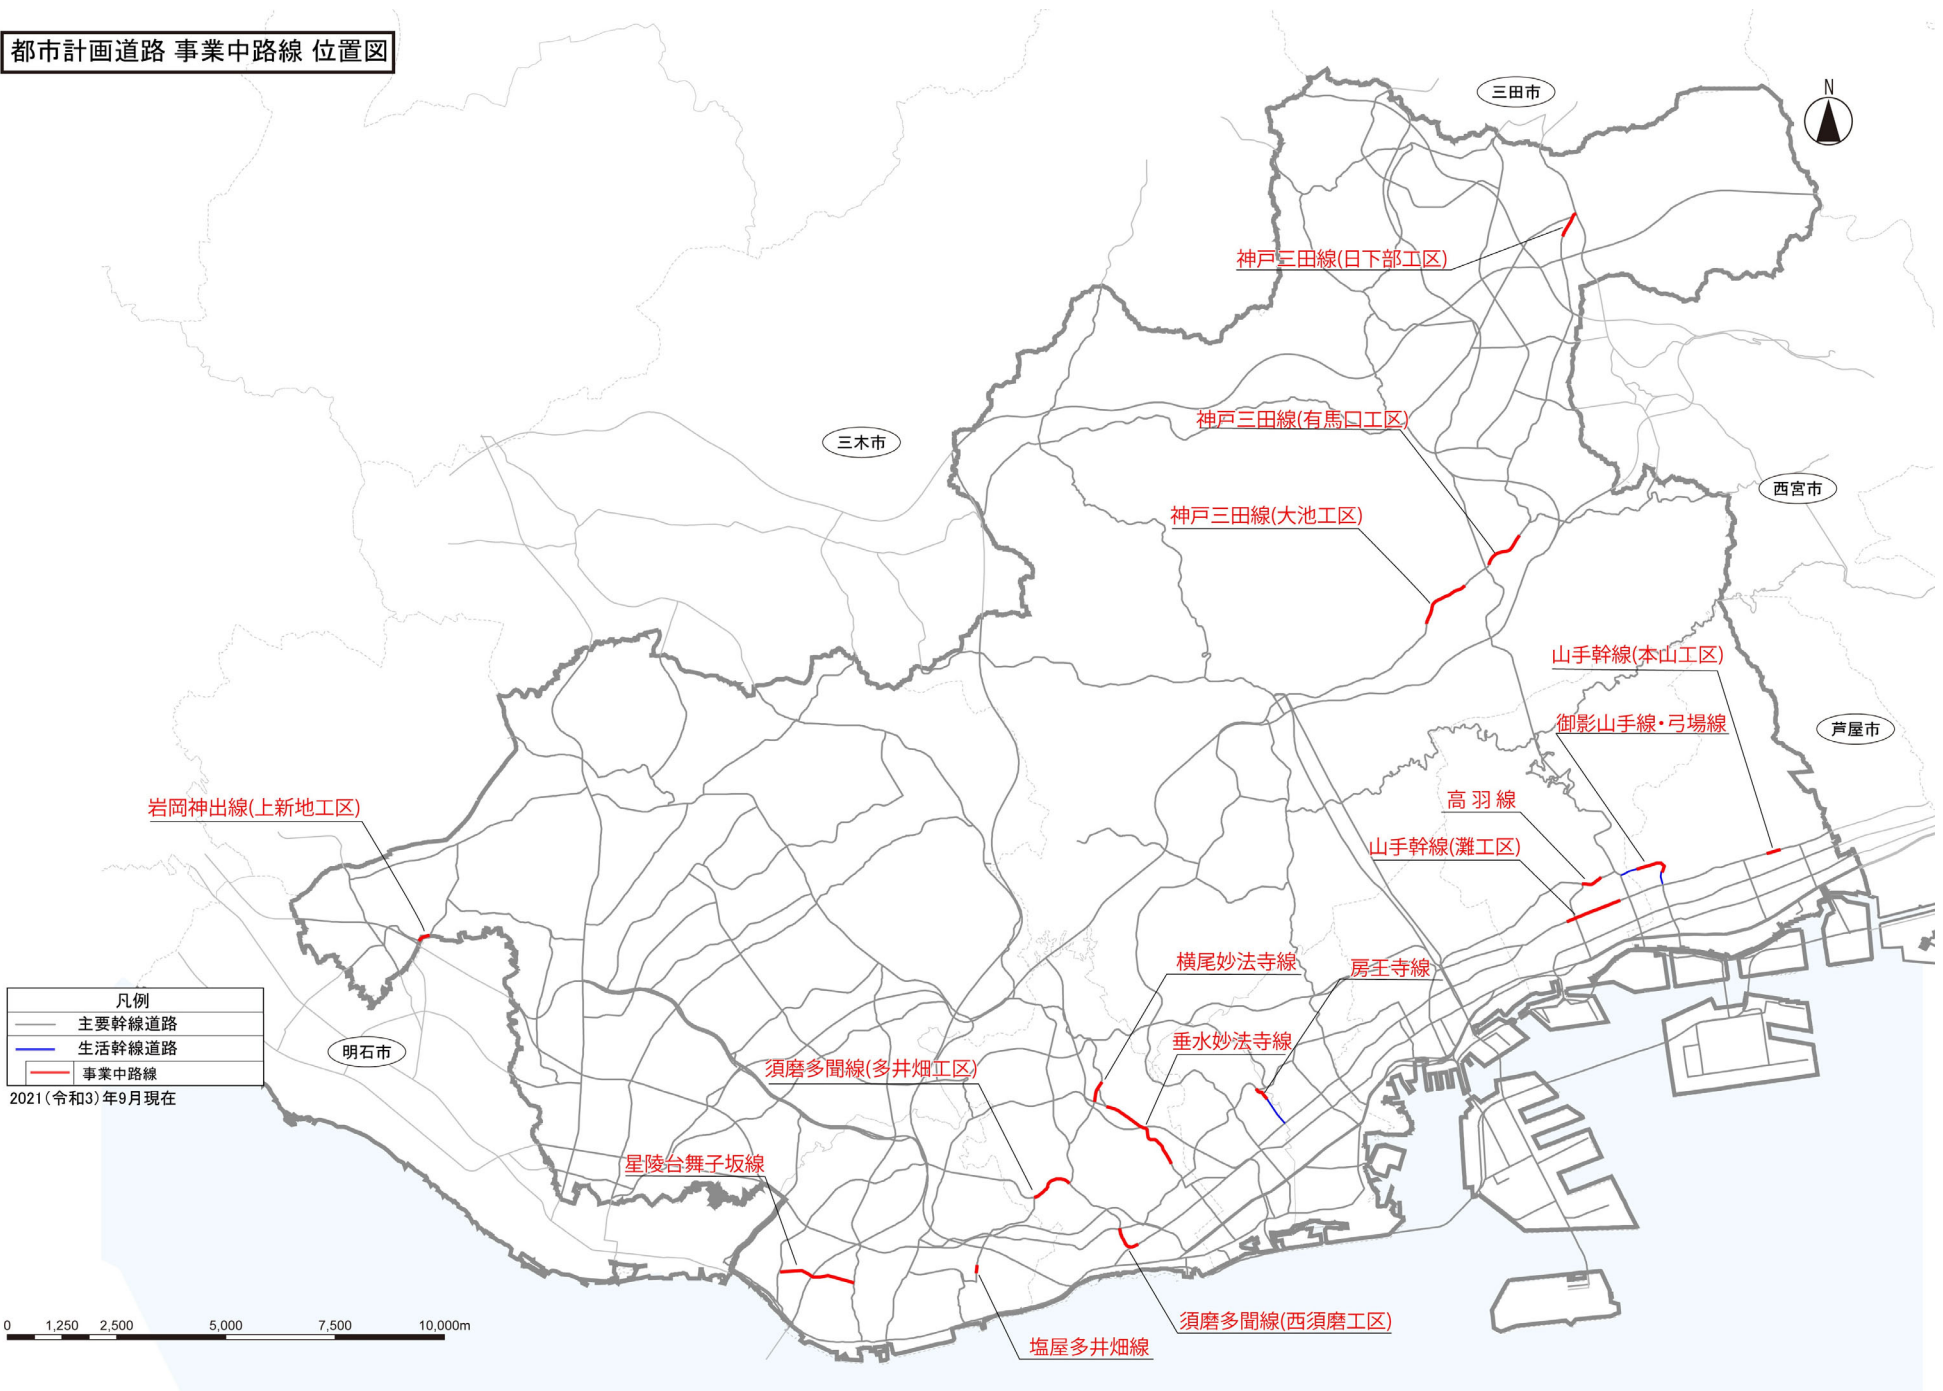 都市計画道路 事業中路線 位置図
N
三田市
神戸三田線(日下部工区)
神戸三田線(有馬口工区)
三木市
西宮市
神戸三田線(大池工区)
山手幹線(本山工区)
御影山手線・弓場線
芦屋市
高羽線
岩岡神出線(上新地工区)
山手幹線(灘工区)
横尾妙法寺線
房王寺線
凡例
主要幹線道路
生活幹線道路
事業中路線
2021(令和3)年9月現在
明石市
垂水妙法寺線
須磨多聞線(多井畑工区)
星陵台舞子坂線
須磨多聞線(西須磨工区)
塩屋多井畑線
0 1,250 2,500 5,000 7,500 10,000m